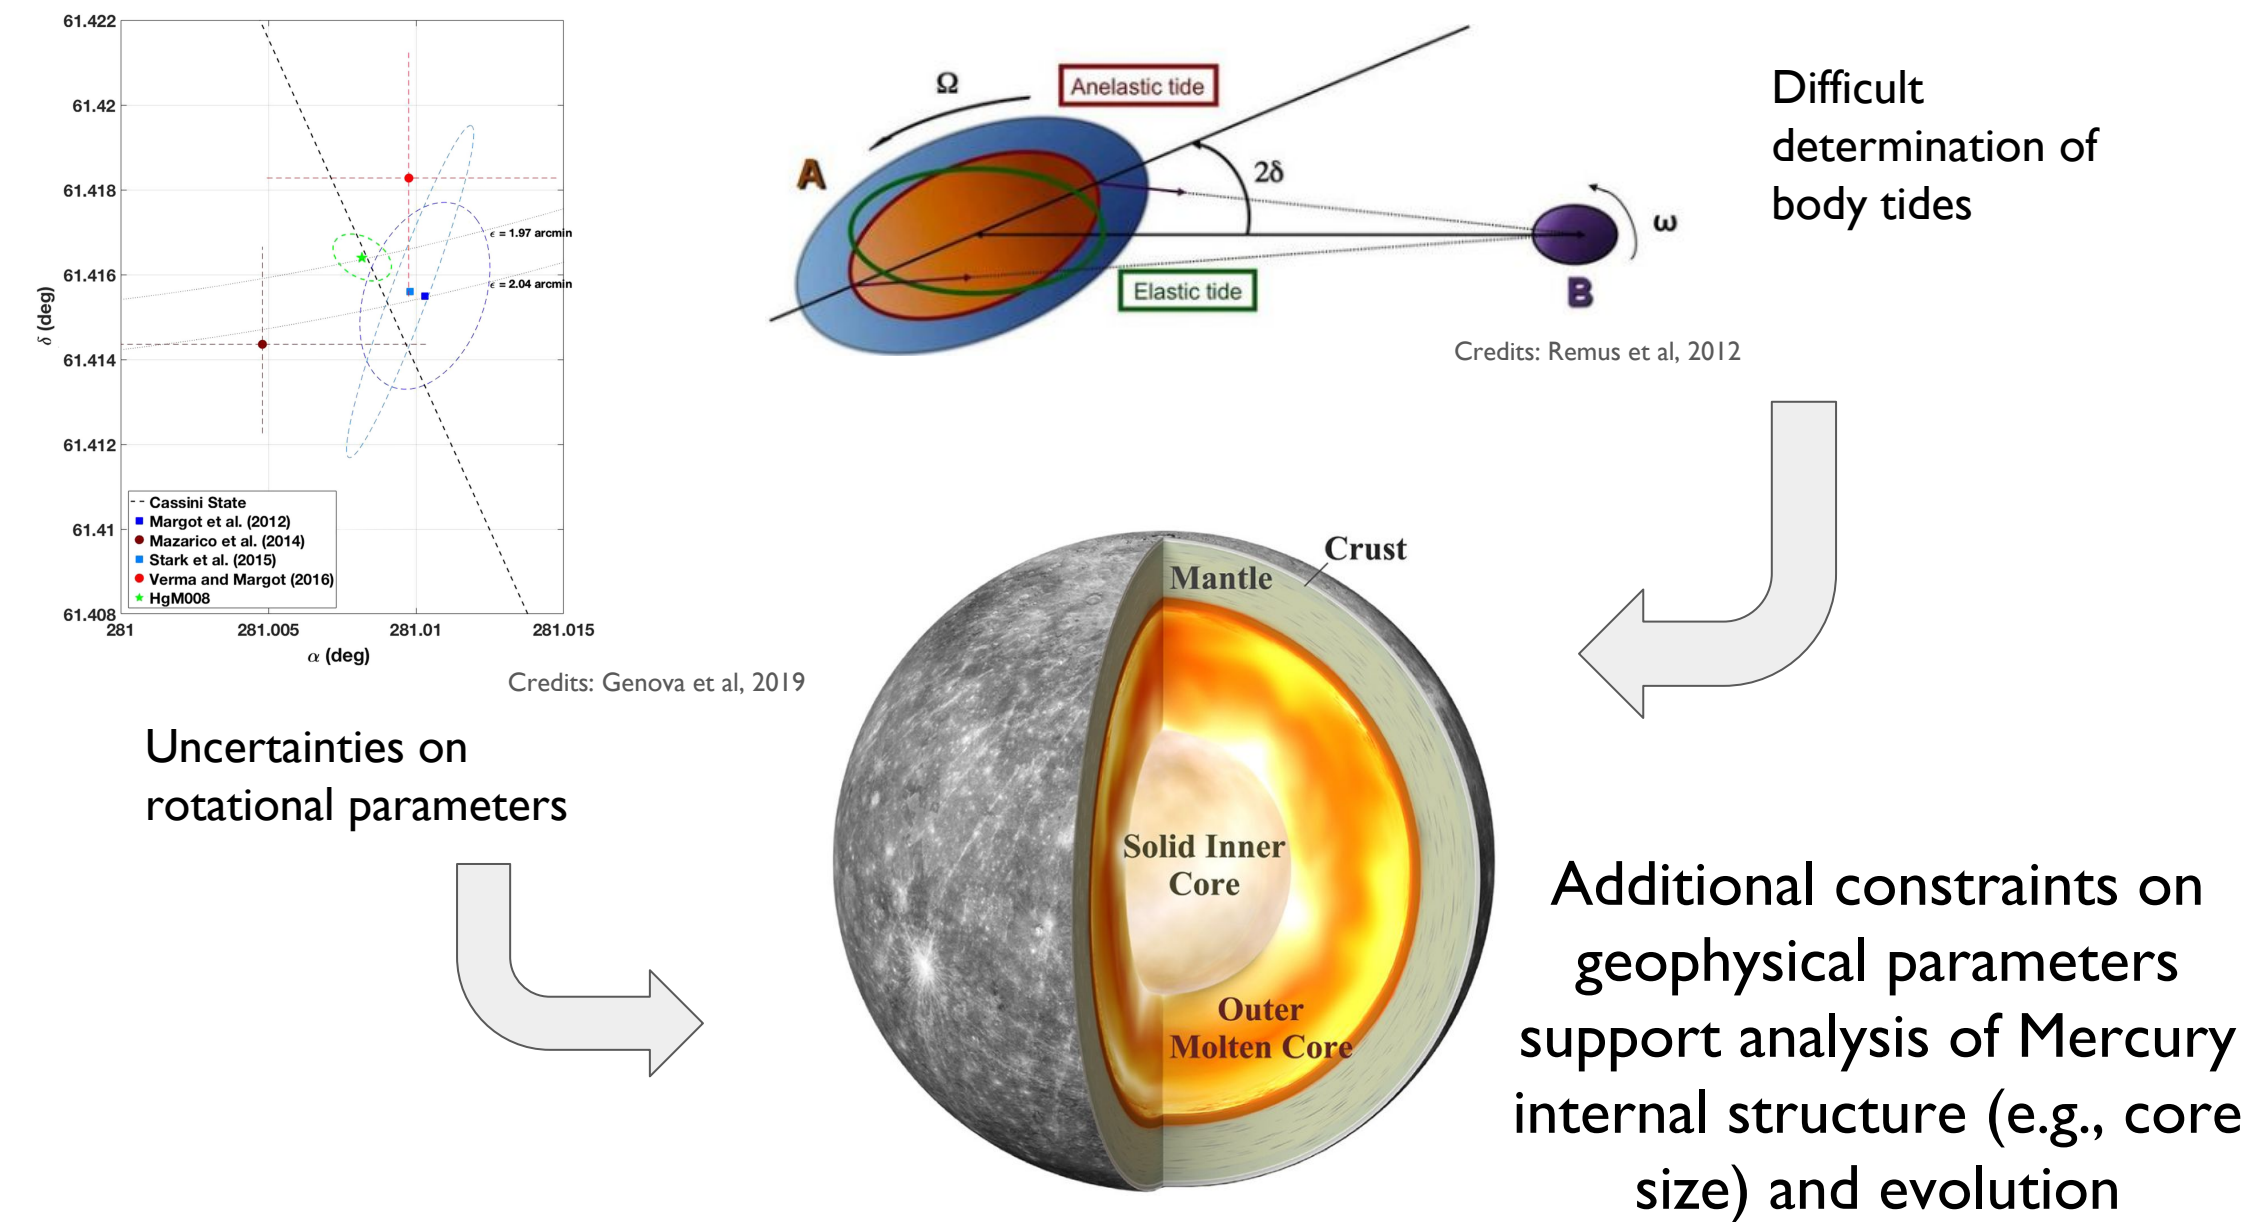 61.422
61.42
61.418
61.416
61.414
61.412
61.41
61.408
δ (deg)
ϵ = 1.97 arcmin
ϵ = 2.04 arcmin
Cassini State
Margot et al. (2012)
Mazarico et al. (2014)
Stark et al. (2015)
Verma and Margot (2016)
HgM008
281
281.005
281.01
281.015
α (deg)
Credits: Genova et al, 2019
Ω
Anelastic tide
A
2δ
ω
Elastic tide
B
Credits: Remus et al, 2012
Difficult
determination of
body tides
Uncertainties on
rotational parameters
Crust
Mantle
Solid Inner
Core
Outer
Molten Core
Additional constraints on
geophysical parameters
support analysis of Mercury
internal structure (e.g., core
size) and evolution